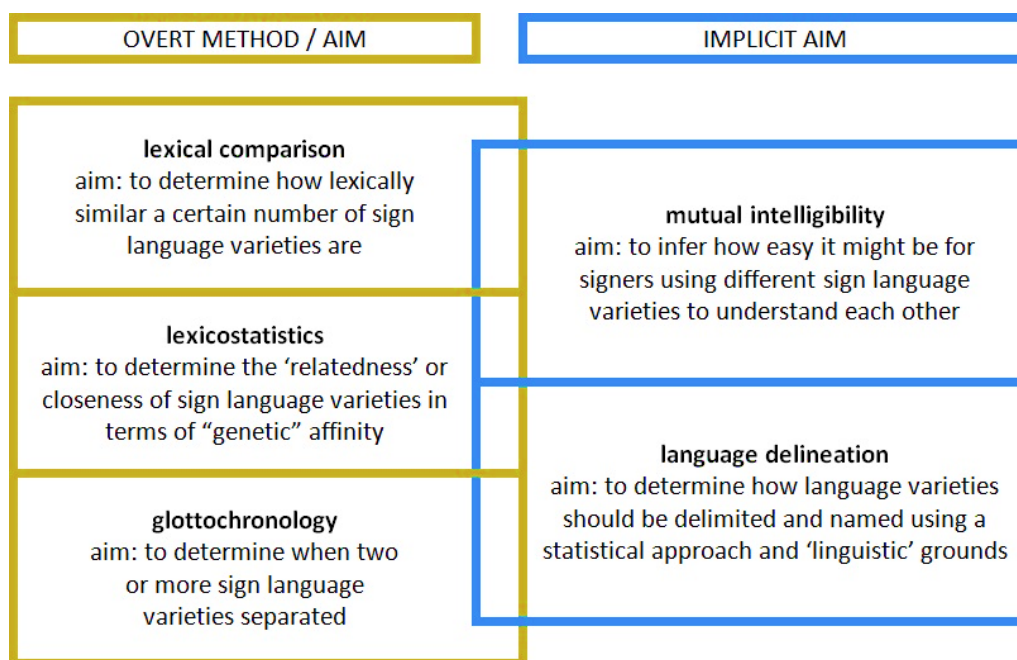 OVERT METHOD / AIM
IMPLICIT AIM
lexical comparison
aim: to determine how lexically
similar a certain number of sign
language varieties are
lexicostatistics
aim: to determine the ‘relatedness’ or
closeness of sign language varieties in
terms of “genetic” affinity
glottochronology
aim: to determine when two
or more sign language
varieties separated
mutual intelligibility
aim: to infer how easy it might be for
signers using different sign language
varieties to understand each other
language delineation
aim: to determine how language varieties
should be delimited and named using a
statistical approach and ‘linguistic’ grounds